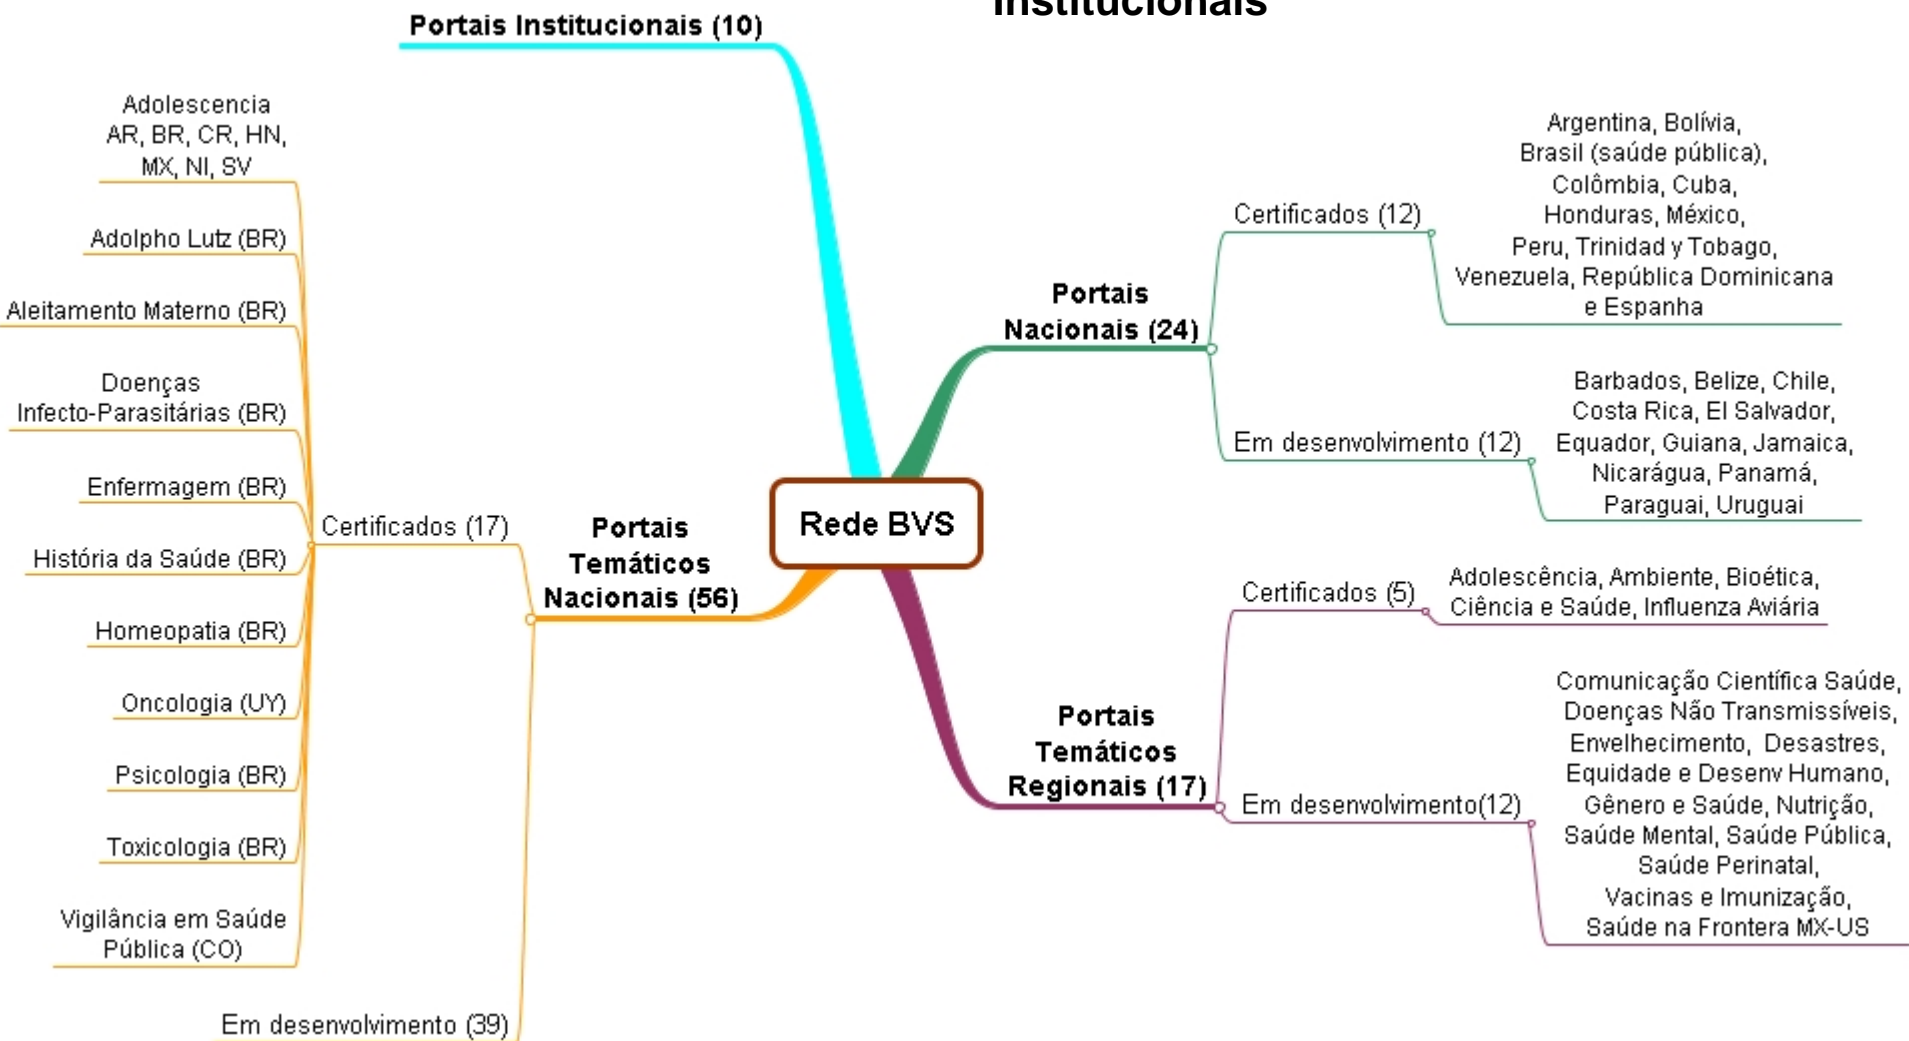 Institucionais
Portais Institucionais (10)
Adolescencia
AR, BR, CR, HN,
MX, NI, SV
Adolpho Lutz (BR)
Aleitamento Materno (BR)
Doenças
Infecto-Parasitárias (BR)
Enfermagem (BR)
História da Saúde (BR)
Homeopatia (BR)
Oncologia (UY)
Psicologia (BR)
Toxicologia (BR)
Vigilância em Saúde
Pública (CO)
Certificados (17)
Em desenvolvimento (39)
Portais
Temáticos
Nacionais (56)
Rede BVS
Portais
Nacionais (24)
Certificados (12)
Argentina, Bolívia,
Brasil (saúde pública),
Colômbia, Cuba,
Honduras, México,
Peru, Trinidad y Tobago,
Venezuela, República Dominicana
e Espanha
Em desenvolvimento (12)
Barbados, Belize, Chile,
Costa Rica, El Salvador,
Equador, Guiana, Jamaica,
Nicarágua, Panamá,
Paraguai, Uruguai
Portais
Temáticos
Regionais (17)
Certificados (5)
Adolescência, Ambiente, Bioética,
Ciência e Saúde, Influenza Aviária
Em desenvolvimento(12)
Comunicação Científica Saúde,
Doenças Não Transmissíveis,
Envelhecimento, Desastres,
Equidade e Desenv Humano,
Gênero e Saúde, Nutrição,
Saúde Mental, Saúde Pública,
Saúde Perinatal,
Vacinas e Imunização,
Saúde na Frontera MX-US